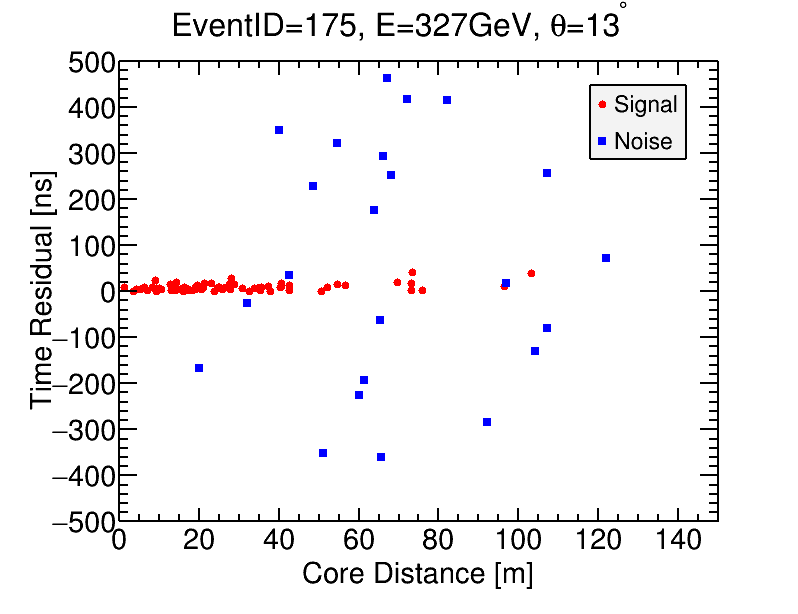 EventID=175, E=327GeV, θ=13°
500
400
300
200
100
0
−100
−200
−300
−400
−500
Time Residual [ns]
Signal
Noise
0 20 40 60 80 100 120 140
Core Distance [m]